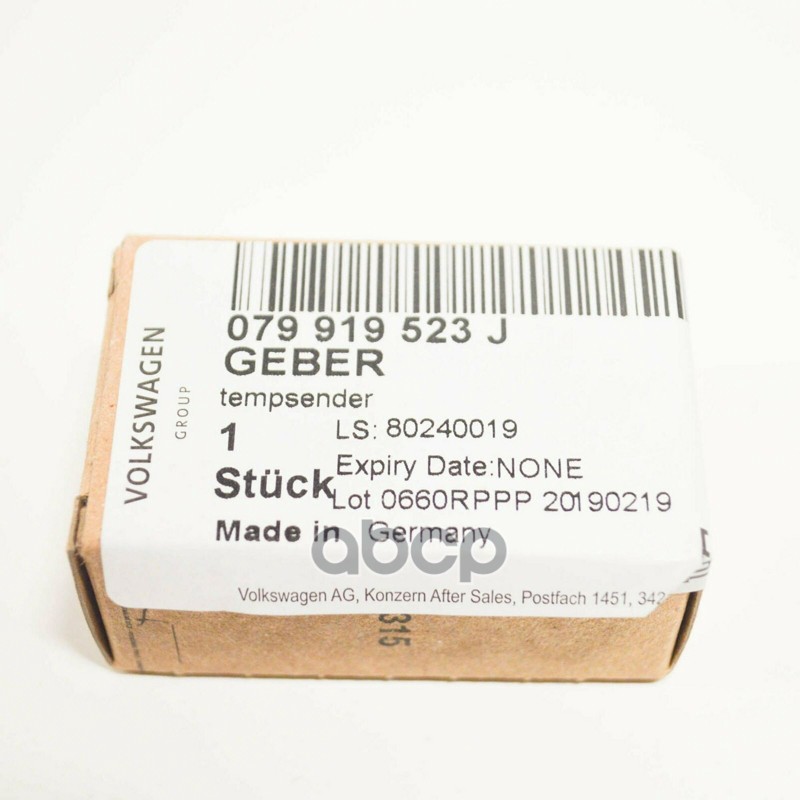 VOLKSWAGEN
GROUP
079 919 523 J
GEBER
tempsender
1
LS: 80240019
Stück
Expiry Date:NONE
Lot 0660RPPP 20190219
Made in Germany
abcp
Volkswagen AG, Konzern After Sales, Postfach 1451, 342
315